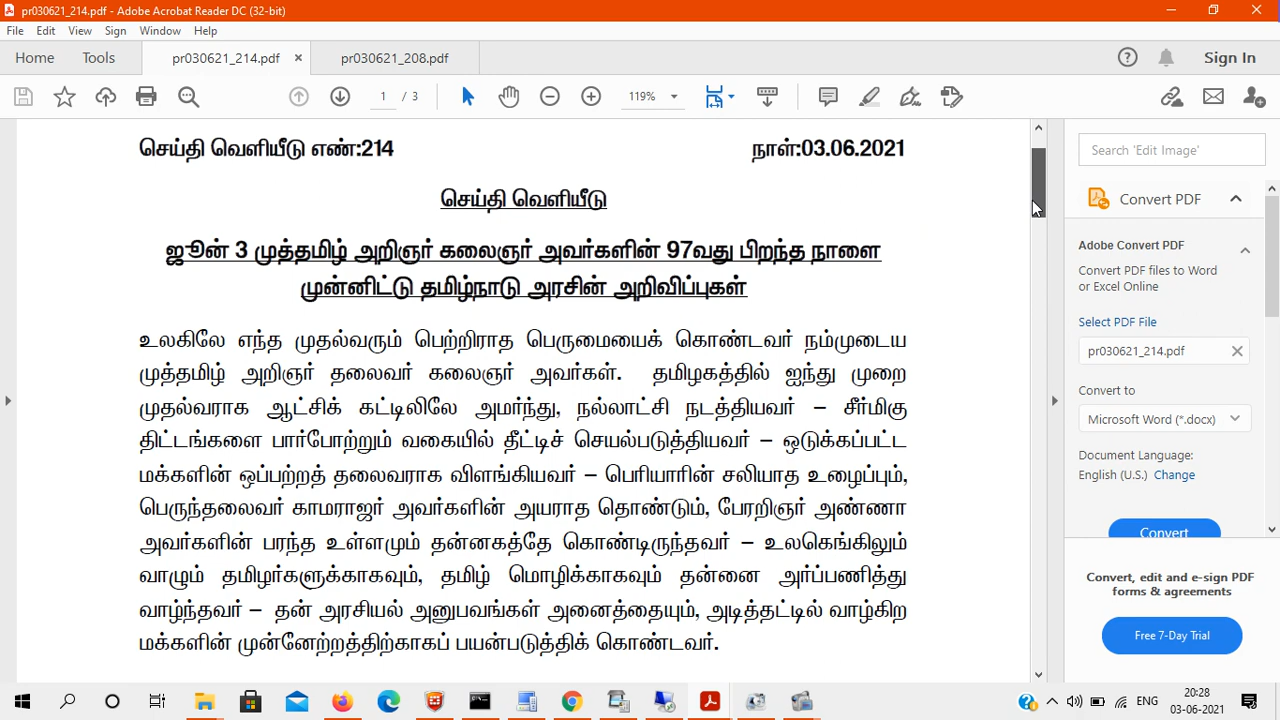 pr030621_214.pdf - Adobe Acrobat Reader DC (32-bit)
File Edit View Sign Window Help
Home Tools pr030621_214.pdf × pr030621_208.pdf Sign In
1 / 3 119%
செய்தி வெளியீடு எண்:214 நாள்:03.06.2021
செய்தி வெளியீடு
ஜூன் 3 முத்தமிழ் அறிஞர் கலைஞர் அவர்களின் 97வது பிறந்த நாளை
முன்னிட்டு தமிழ்நாடு அரசின் அறிவிப்புகள்
உலகிலே எந்த முதல்வரும் பெற்றிராத பெருமையைக் கொண்டவர் நம்முடைய
முத்தமிழ் அறிஞர் தலைவர் கலைஞர் அவர்கள். தமிழகத்தில் ஐந்து முறை
முதல்வராக ஆட்சிக் கட்டிலிலே அமர்ந்து, நல்லாட்சி நடத்தியவர் – சீர்மிகு
திட்டங்களை பார்போற்றும் வகையில் தீட்டிச் செயல்படுத்தியவர் – ஒடுக்கப்பட்ட
மக்களின் ஒப்பற்றத் தலைவராக விளங்கியவர் – பெரியாரின் சலியாத உழைப்பும்,
பெருந்தலைவர் காமராஜர் அவர்களின் அயராத தொண்டும், பேரறிஞர் அண்ணா
அவர்களின் பரந்த உள்ளமும் தன்னகத்தே கொண்டிருந்தவர் – உலகெங்கிலும்
வாழும் தமிழர்களுக்காகவும், தமிழ் மொழிக்காகவும் தன்னை அர்ப்பணித்து
வாழ்ந்தவர் – தன் அரசியல் அனுபவங்கள் அனைத்தையும், அடித்தட்டில் வாழ்கிற
மக்களின் முன்னேற்றத்திற்காகப் பயன்படுத்திக் கொண்டவர்.
Search 'Edit Image'
Convert PDF
Adobe Convert PDF
Convert PDF files to Word
or Excel Online
Select PDF File
pr030621_214.pdf
Convert to
Microsoft Word (*.docx)
Document Language:
English (U.S.) Change
Convert
Convert, edit and e-sign PDF
forms & agreements
Free 7-Day Trial
ENG 20:28
03-06-2021